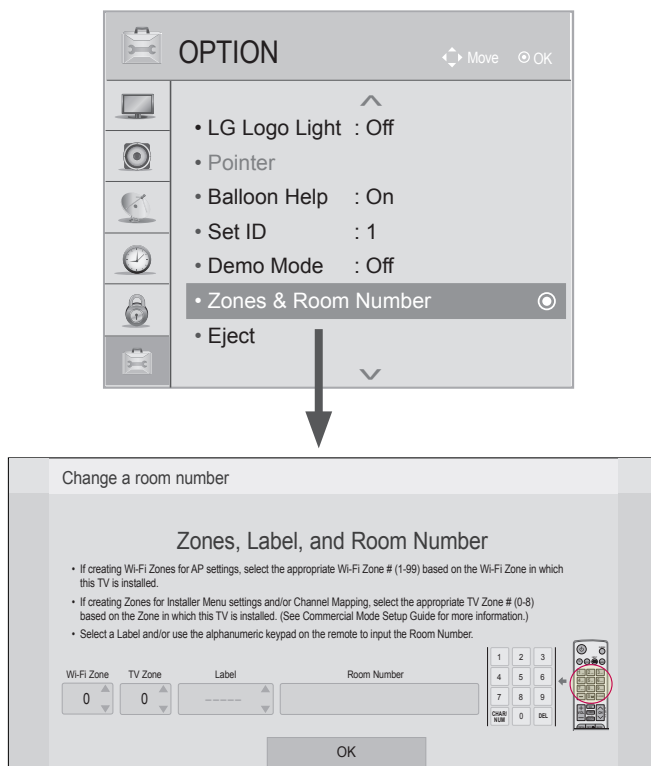 OPTION
Move OK
• LG Logo Light : Off
• Pointer
• Balloon Help : On
• Set ID : 1
• Demo Mode : Off
• Zones & Room Number
• Eject
Change a room number
Zones, Label, and Room Number
• If creating Wi-Fi Zones for AP settings, select the appropriate Wi-Fi Zone # (1-99) based on the Wi-Fi Zone in which
this TV is installed.
• If creating Zones for Installer Menu settings and/or Channel Mapping, select the appropriate TV Zone # (0-8)
based on the Zone in which this TV is installed. (See Commercial Mode Setup Guide for more information.)
• Select a Label and/or use the alphanumeric keypad on the remote to input the Room Number.
Wi-Fi Zone TV Zone Label Room Number
0 0 -----
1 2 3
4 5 6
7 8 9
CHAR/
NUM 0 DEL
OK